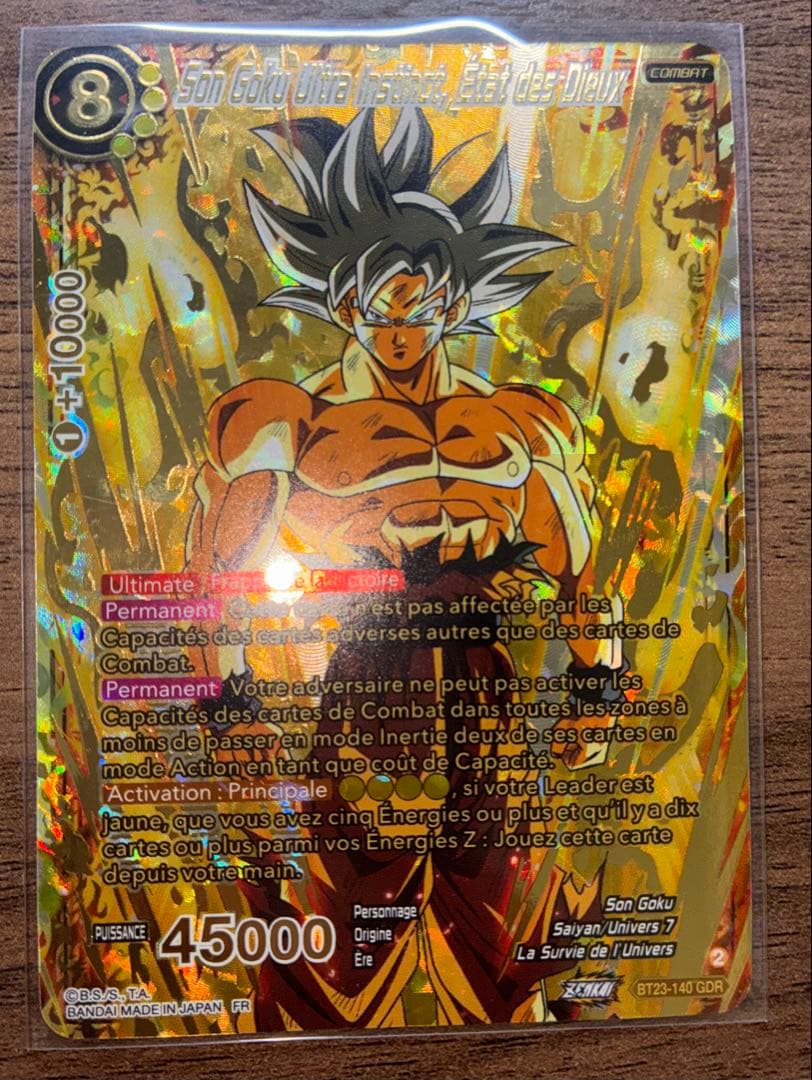 8
Son Goku Ultra Instinct, État des Dieux
COMBAT
1 +10000
Ultimate
Permanent n'est pas affectée par les
Capacités des cartes adverses autres que des cartes de
Combat.
Permanent Votre adversaire ne peut pas activer les
Capacités des cartes de Combat dans toutes les zones à
moins de passer en mode Inertie deux de ses cartes en
mode Action en tant que coût de Capacité.
Activation : Principale , si votre Leader est
jaune, que vous avez cinq Énergies ou plus et qu'il y a dix
cartes ou plus parmi vos Énergies Z : Jouez cette carte
depuis votre main.
PUISSANCE 45000
Personnage Son Goku
Origine Saiyan/Univers 7
Ère La Survie de l'Univers
2
©B.S./S., T.A.
BANDAI MADE IN JAPAN FR
ZENKAI
BT23-140 GDR